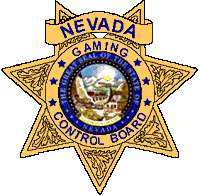 NEVADA
GAMING
THE GREAT SEAL OF THE STATE OF
NEVADA
CONTROL BOARD